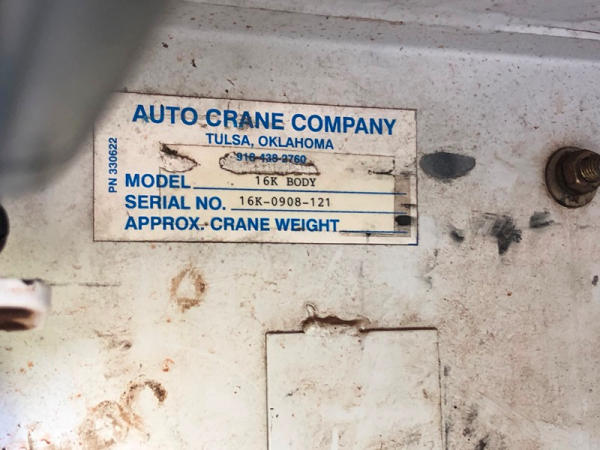 AUTO CRANE COMPANY
TULSA, OKLAHOMA
918-438-2760
MODEL 16K BODY
SERIAL NO. 16K-0908-121
APPROX. CRANE WEIGHT
PN 330622